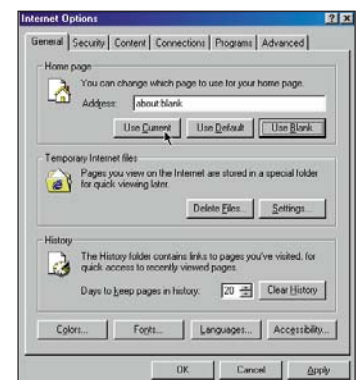 Internet Options
General Security Content Connections Programs Advanced
Home page
You can change which page to use for your home page.
Address: about:blank
Use Current Use Default Use Blank
Temporary Internet files
Pages you view on the Internet are stored in a special folder
for quick viewing later.
Delete Files... Settings...
History
The History folder contains links to pages you've visited, for
quick access to recently viewed pages.
Days to keep pages in history: 20 Clear History
Colors... Fonts... Languages... Accessibility...
OK Cancel Apply